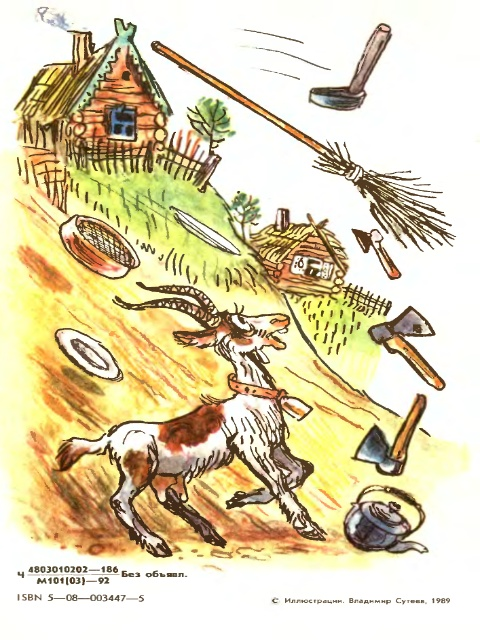 Ч 4803010202—186
М101(03)—92 Без объявл.
ISBN 5—08—003447—5
© Иллюстрации. Владимир Сутеев, 1989